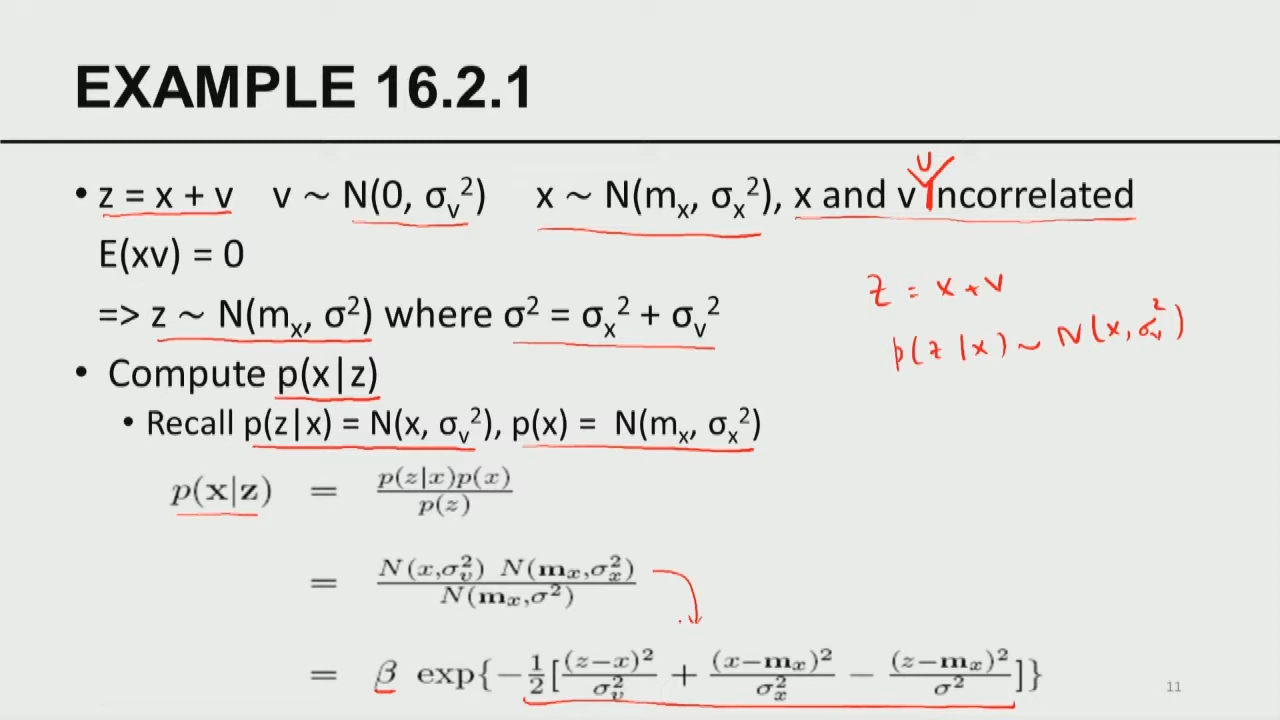 EXAMPLE 16.2.1
• z = x + v v ~ N(0, σᵥ²) x ~ N(mₓ, σₓ²), x and v Uncorrelated
E(xv) = 0
=> z ~ N(mₓ, σ²) where σ² = σₓ² + σᵥ²
z = x + v
p(z|x) ~ N(x, σᵥ²)
• Compute p(x|z)
• Recall p(z|x) = N(x, σᵥ²), p(x) = N(mₓ, σₓ²)
p(x|z) = p(z|x)p(x) / p(z)
= N(x,σᵥ²) N(mₓ,σₓ²) / N(mₓ,σ²)
= β exp{−1/2[(z−x)²/σᵥ² + (x−mₓ)²/σₓ² − (z−mₓ)²/σ²]}
11